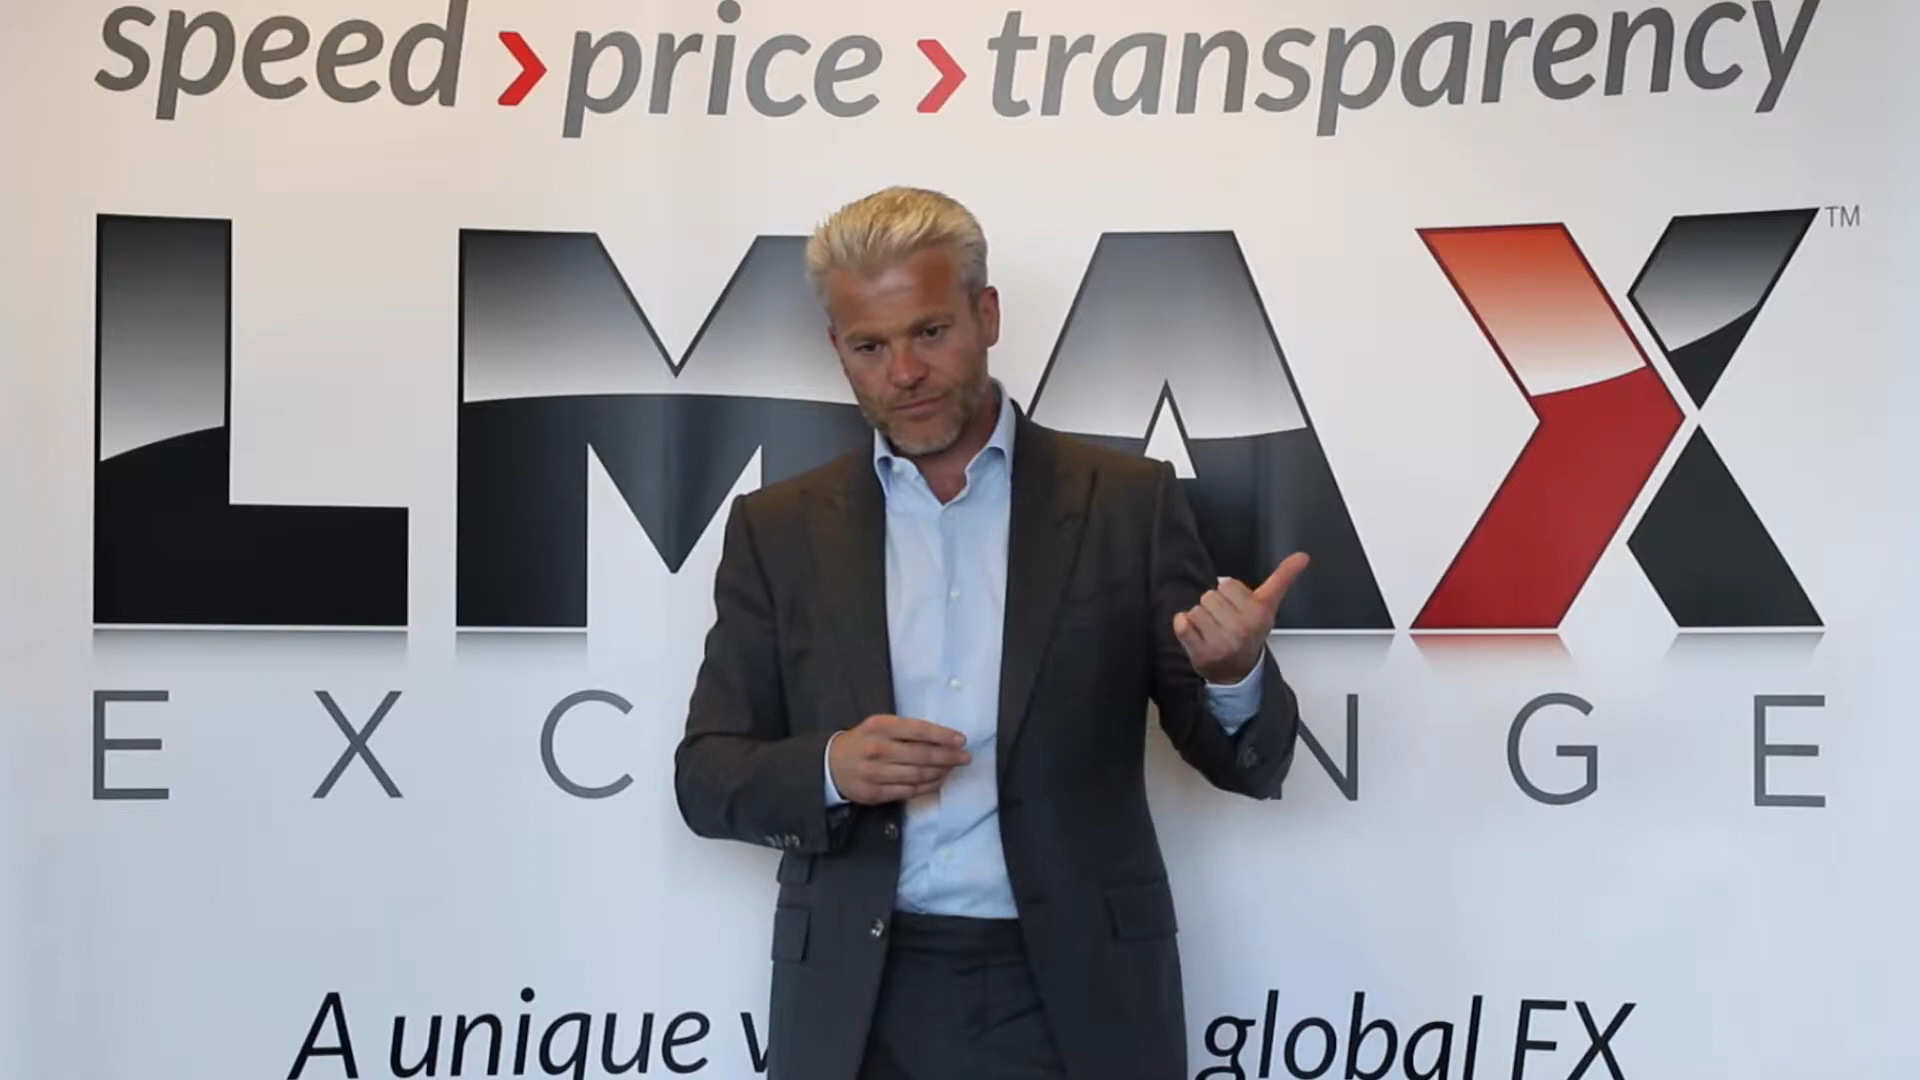 speed › price › transparency
LMAX™
EXC NGE
A unique global FX